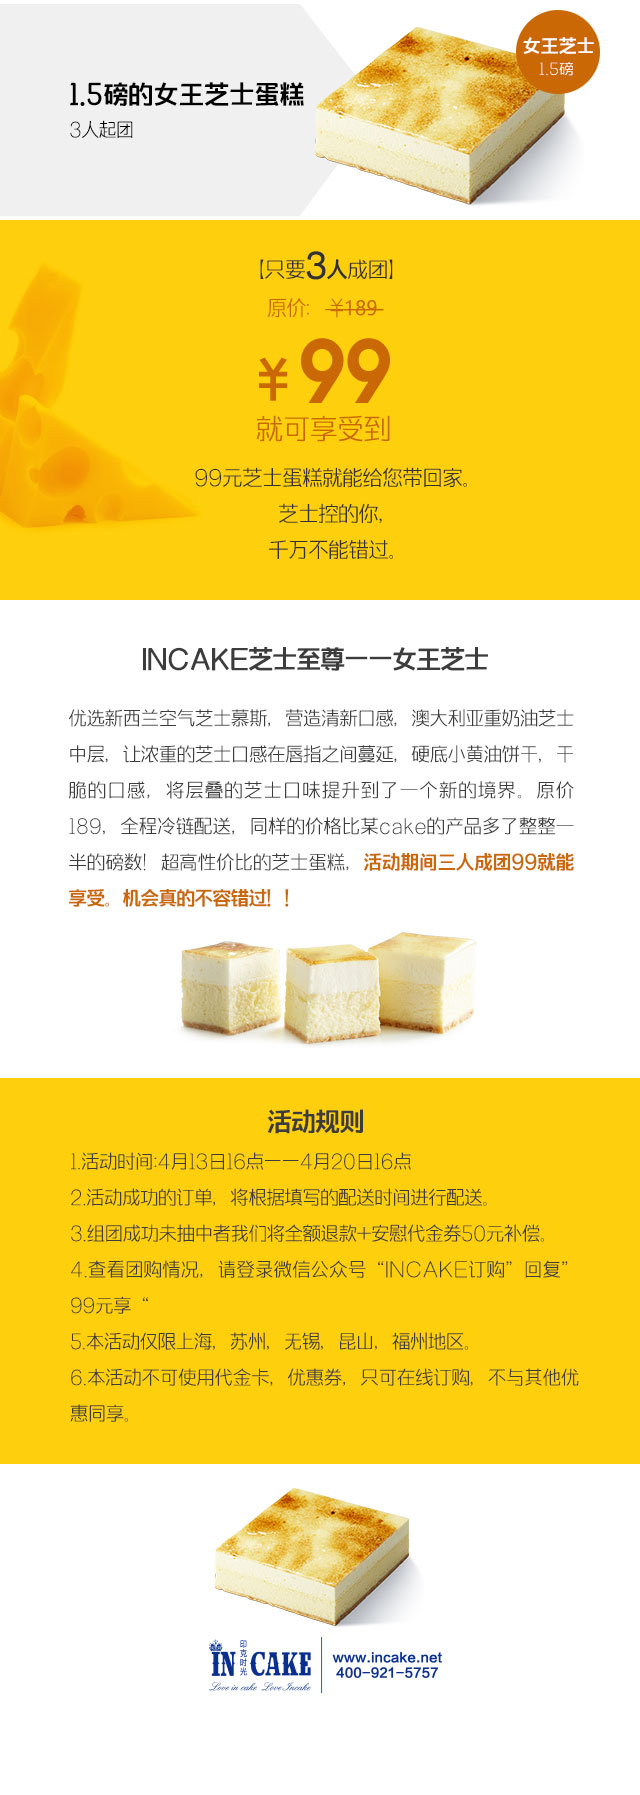 女王芝士
1.5磅
1.5磅的女王芝士蛋糕
3人起团
【只要3人成团】
原价: ¥189
¥99
就可享受到
99元芝士蛋糕就能给您带回家。
芝士控的你,
千万不能错过。
INCAKE芝士至尊一一女王芝士
优选新西兰空气芝士慕斯，营造清新口感，澳大利亚重奶油芝士
中层，让浓重的芝士口感在唇指之间蔓延，硬底小黄油饼干，干
脆的口感，将层叠的芝士口味提升到了一个新的境界。原价
189，全程冷链配送，同样的价格比某cake的产品多了整整一
半的磅数！超高性价比的芝士蛋糕，活动期间三人成团99就能
享受。机会真的不容错过！！
活动规则
1.活动时间:4月13日16点一一4月20日16点
2.活动成功的订单，将根据填写的配送时间进行配送。
3.组团成功未抽中者我们将全额退款+安慰代金券50元补偿。
4.查看团购情况，请登录微信公众号“INCAKE订购”回复”
99元享“
5.本活动仅限上海，苏州，无锡，昆山，福州地区。
6.本活动不可使用代金卡，优惠券，只可在线订购，不与其他优
惠同享。
IN印克时光CAKE
Love in cake Love Incake
www.incake.net
400-921-5757